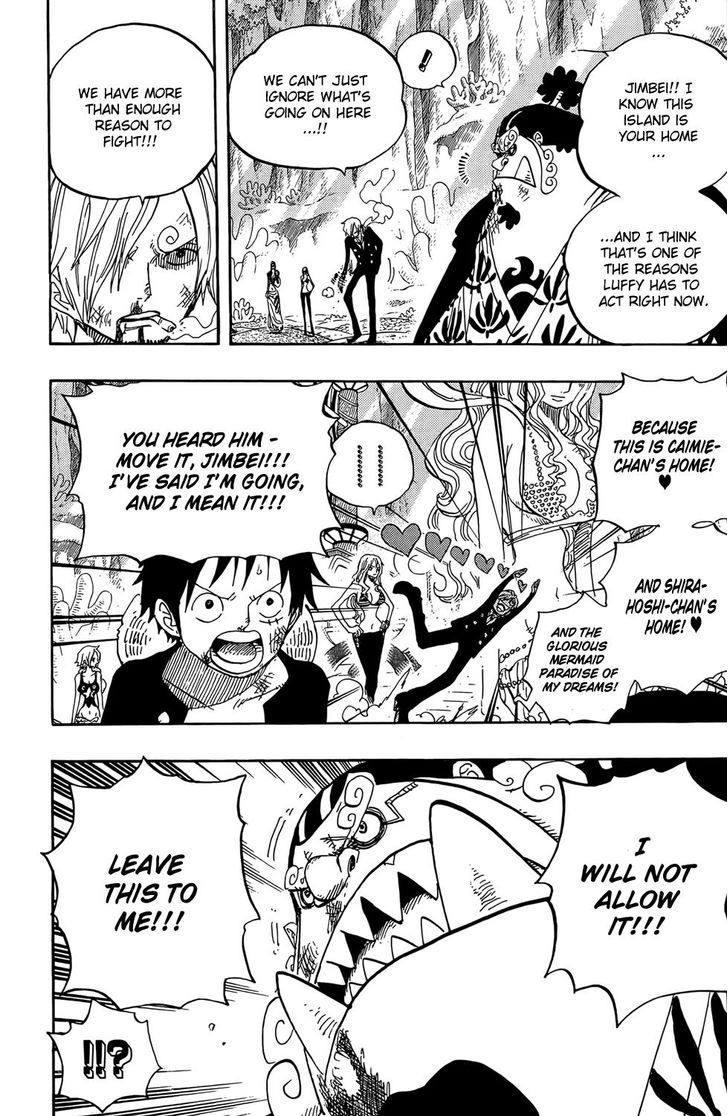 JIMBEI!! I
KNOW THIS
ISLAND IS
YOUR HOME
...
...AND I THINK
THAT'S ONE OF
THE REASONS
LUFFY HAS TO
ACT RIGHT NOW.
!!
WE CAN'T JUST
IGNORE WHAT'S
GOING ON HERE
...!!
WE HAVE MORE
THAN ENOUGH
REASON TO
FIGHT!!!
BECAUSE
THIS IS CAIMIE-
CHAN'S HOME!
♥
AND SHIRA-
HOSHI-CHAN'S
HOME! ♥
AND THE
GLORIOUS
MERMAID
PARADISE OF
MY DREAMS!
YOU HEARD HIM -
MOVE IT, JIMBEI!!!
I'VE SAID I'M GOING,
AND I MEAN IT!!!
I
WILL NOT
ALLOW
IT!!!
LEAVE
THIS TO
ME!!!
!!?